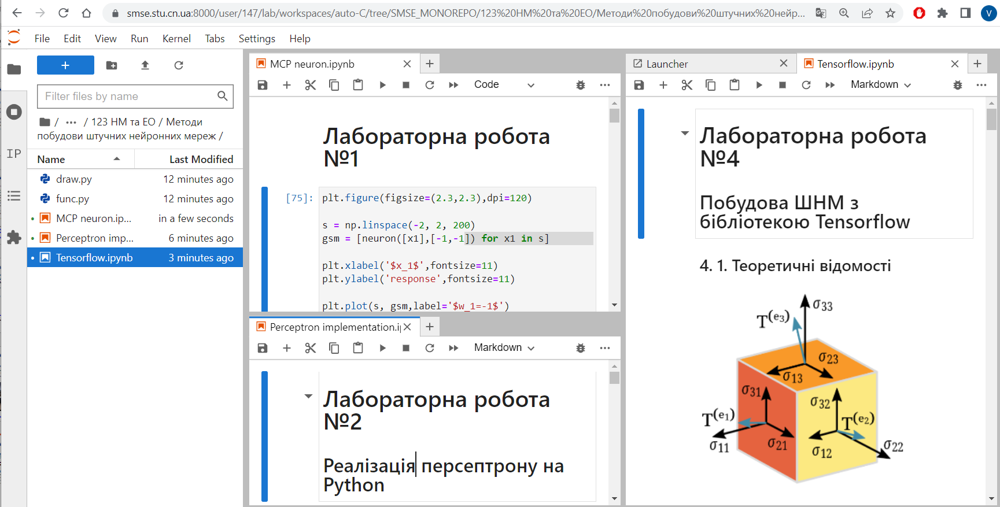 smse.stu.cn.ua:8000/user/147/lab/workspaces/auto-C/tree/SMSE_MONOREPO/123%20НМ%20та%20ЕО/Методи%20побудови%20штучних%20нейр...
V
File Edit View Run Kernel Tabs Settings Help
+
Filter files by name
/ ... / 123 НМ та ЕО / Методи
побудови штучних нейронних мереж /
Name Last Modified
draw.py 12 minutes ago
func.py 12 minutes ago
MCP neuron.ip... in a few seconds
Perceptron imp... 6 minutes ago
Tensorflow.ipynb 3 minutes ago
IP
MCP neuron.ipynb
Code
Лабораторна робота
№1
[75]:
plt.figure(figsize=(2.3,2.3),dpi=120)
s = np.linspace(-2, 2, 200)
gsm = [neuron([x1],[-1,-1]) for x1 in s]
plt.xlabel('$x_1$',fontsize=11)
plt.ylabel('response',fontsize=11)
plt.plot(s, gsm,label='$w_1=-1$')
Perceptron implementation.ip
Markdown
Лабораторна робота
№2
Реалізація персептрону на
Python
Launcher
Tensorflow.ipynb
Markdown
Лабораторна робота
№4
Побудова ШНМ з
бібліотекою Tensorflow
4. 1. Теоретичні відомості
σ33
T(e3)
σ23
σ13
σ31
σ32
T(e1)
T(e2)
σ11
σ21
σ12
σ22